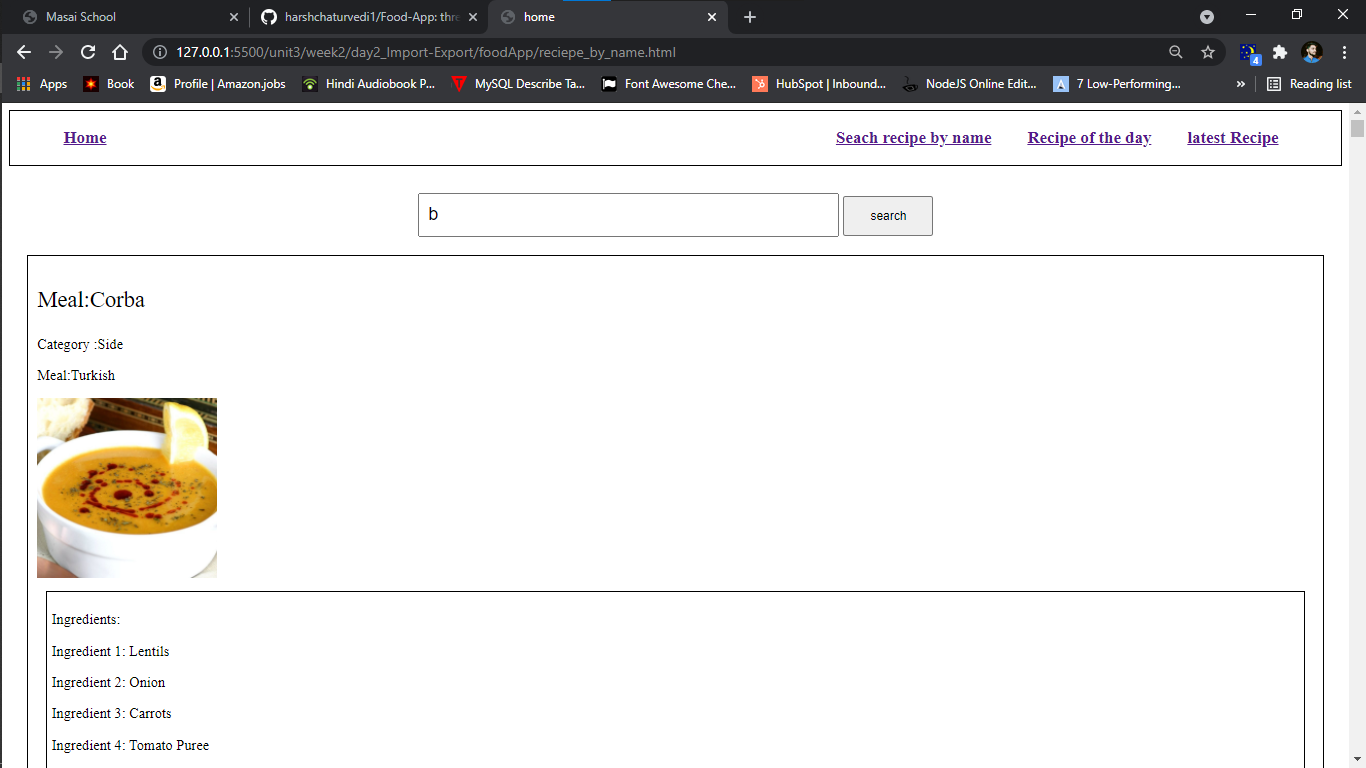 Masai School
harshchaturvedi1/Food-App: thre
home
127.0.0.1:5500/unit3/week2/day2_Import-Export/foodApp/reciepe_by_name.html
4
Apps Book Profile | Amazon.jobs Hindi Audiobook P... MySQL Describe Ta... Font Awesome Che... HubSpot | Inbound... NodeJS Online Edit... 7 Low-Performing... » Reading list
Home Seach recipe by name Recipe of the day latest Recipe
b search
Meal:Corba
Category :Side
Meal:Turkish
Ingredients:
Ingredient 1: Lentils
Ingredient 2: Onion
Ingredient 3: Carrots
Ingredient 4: Tomato Puree